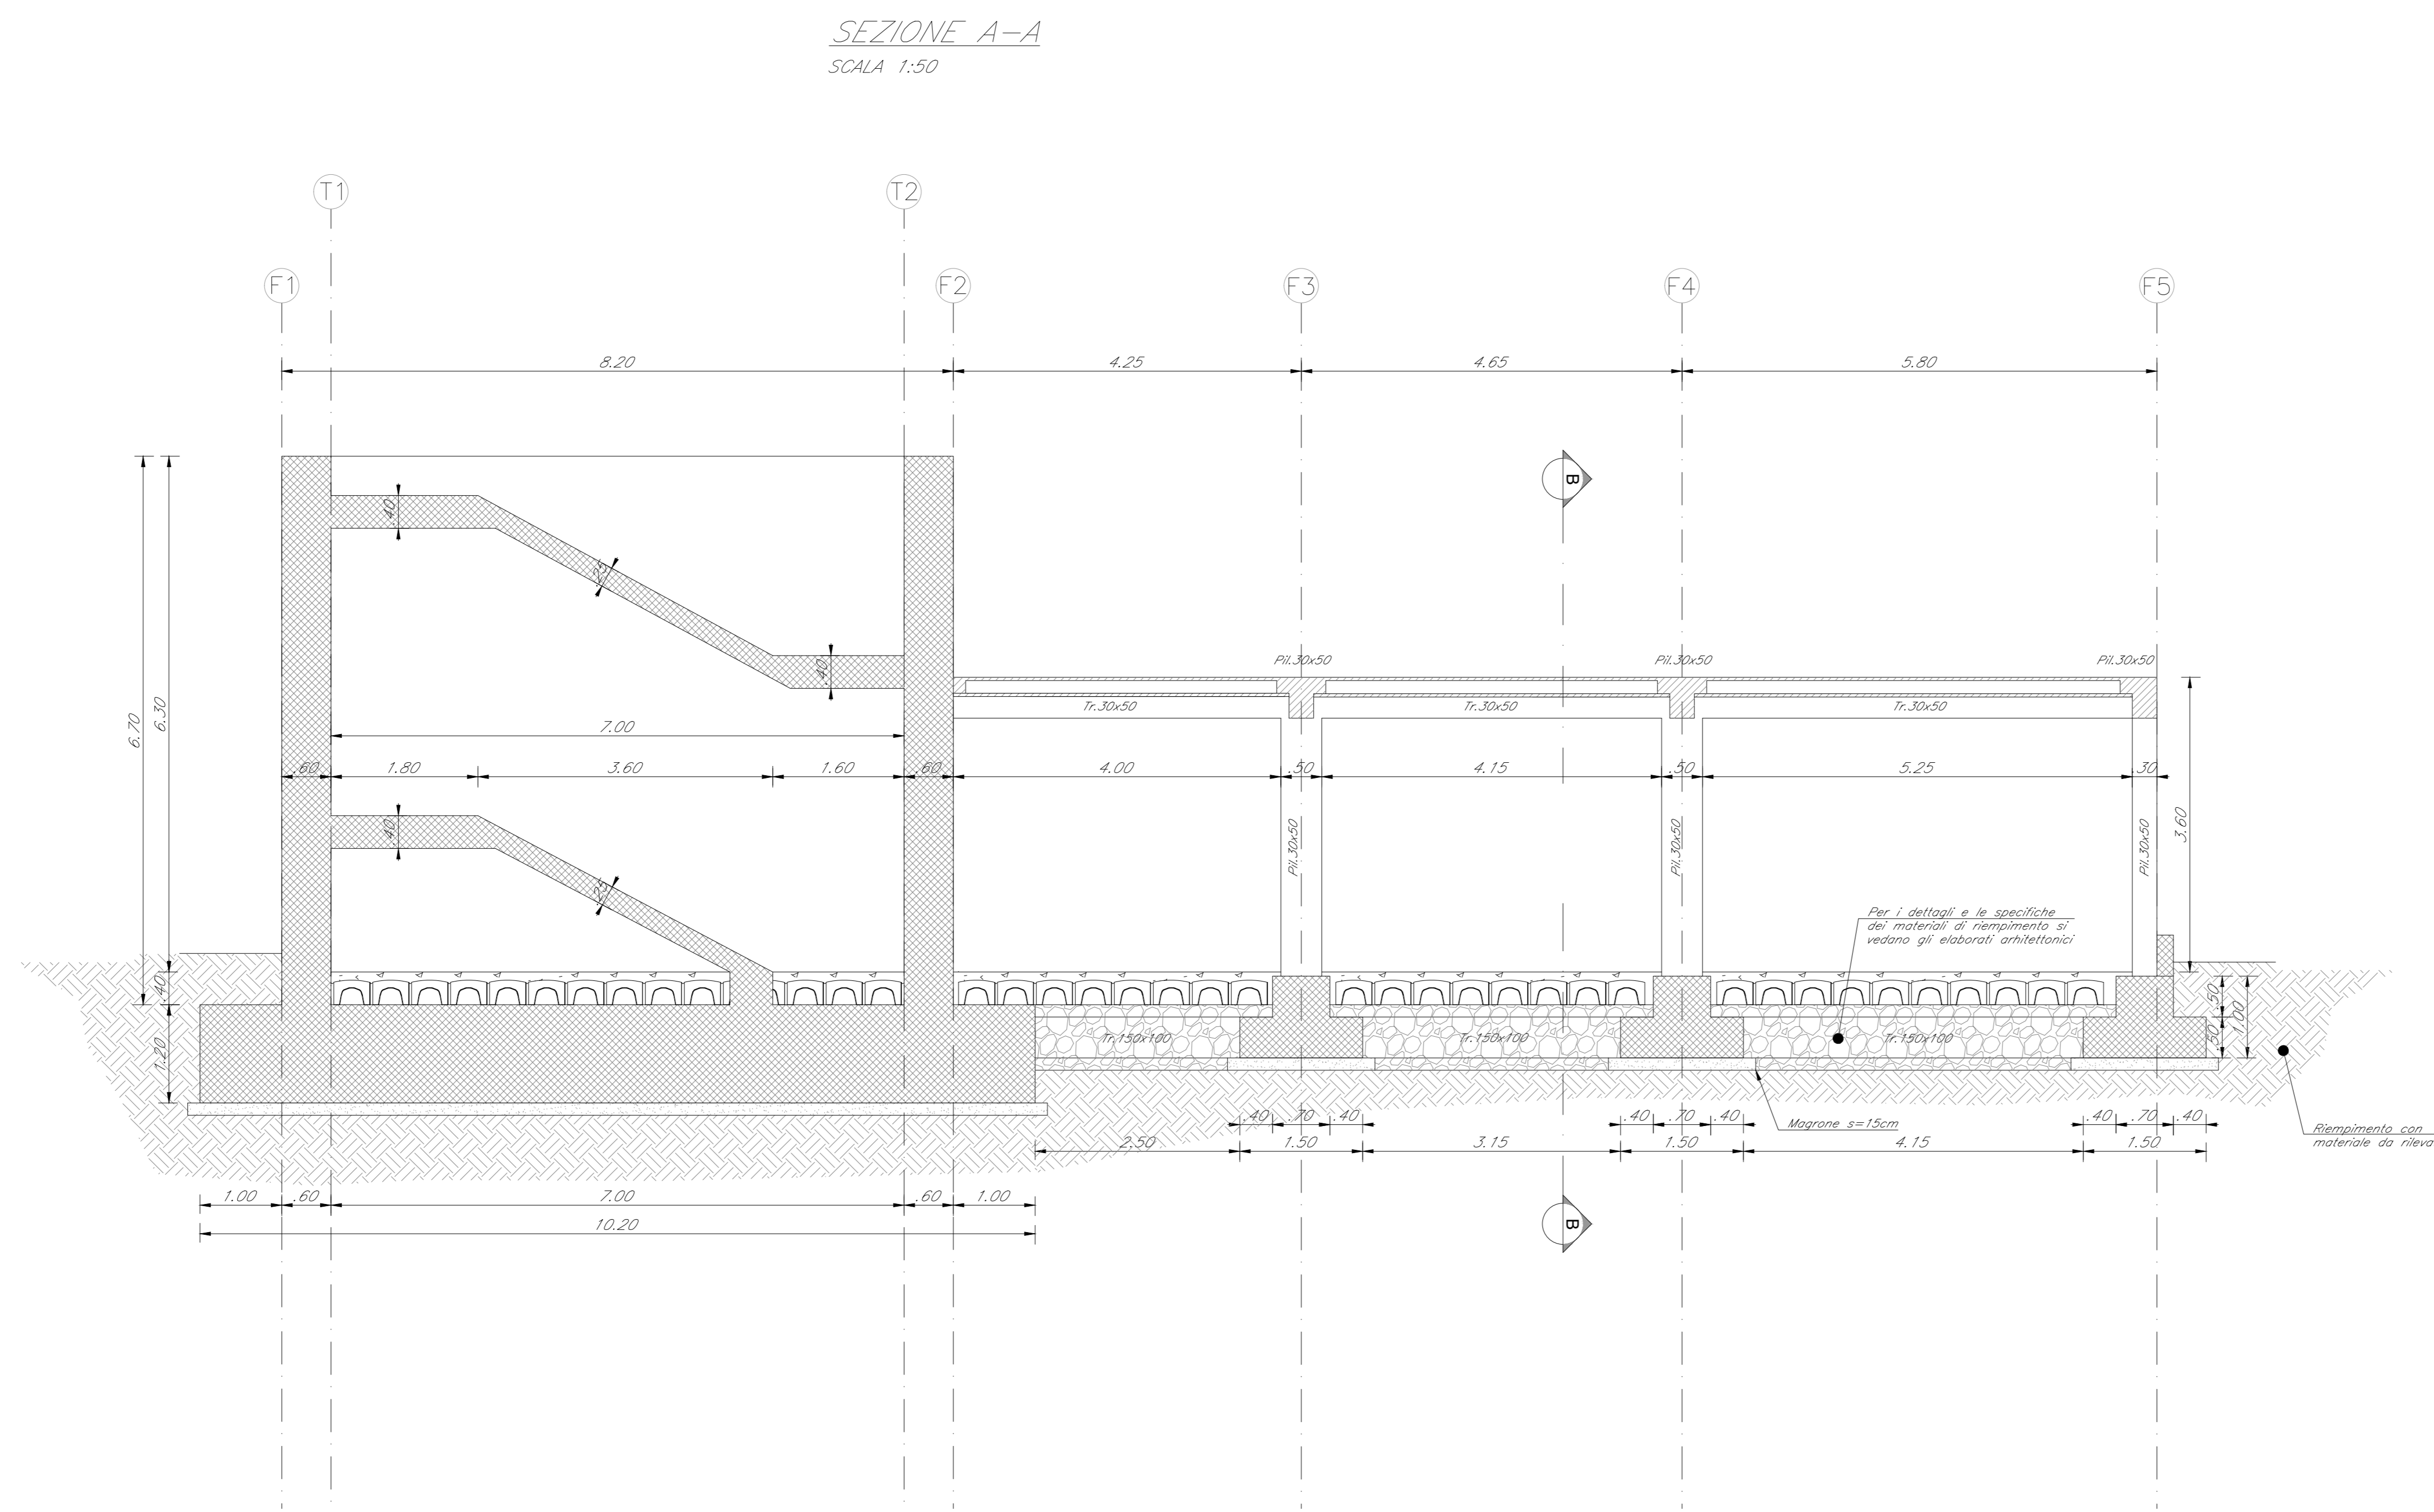 SEZIONE A-A
SCALA 1:50
T1
T2
F1
F2
F3
F4
F5
8.20
4.25
4.65
5.80
B
.40
.25
.40
Pil.30x50
Pil.30x50
Pil.30x50
Tr.30x50
Tr.30x50
Tr.30x50
6.70
6.30
7.00
.60
1.80
3.60
1.60
.60
4.00
.50
4.15
.50
5.25
.30
3.60
.40
.25
Pil.30x50
Pil.30x50
Pil.30x50
Per i dettagli e le specifiche
dei materiali di riempimento si
vedano gli elaborati arhitettonici
.40
1.20
Tr.150x100
Tr.150x100
Tr.150x100
.50
.50
1.00
.40
.70
.40
.40
.70
.40
.40
.70
.40
Magrone s=15cm
Riempimento con
materiale da rileva
2.50
1.50
3.15
1.50
4.15
1.50
1.00
.60
7.00
.60
1.00
10.20
B